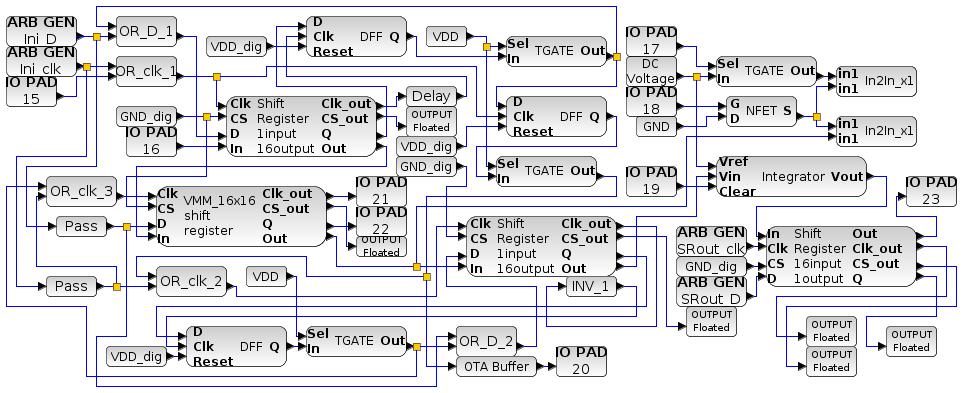 ARB GEN
Ini_D
ARB GEN
Ini_clk
IO PAD
15
OR_D_1
OR_clk_1
VDD_dig
D
Clk
Reset
DFF
Q
VDD
Sel
In
TGATE
Out
IO PAD
17
DC
Voltage
IO PAD
18
GND
Sel
In
TGATE
Out
G
D
NFET
S
in1
in1
In2In_x1
in1
in1
In2In_x1
GND_dig
IO PAD
16
Clk
CS
D
In
Shift
Register
1input
16output
Clk_out
CS_out
Q
Out
Delay
OUTPUT
Floated
VDD_dig
GND_dig
D
Clk
Reset
DFF
Q
Sel
In
TGATE
Out
IO PAD
19
Vref
Vin
Clear
Integrator
Vout
IO PAD
23
OR_clk_3
Pass
Pass
Clk
CS
D
In
VMM_16x16
shift
register
Clk_out
CS_out
Q
Out
IO PAD
21
IO PAD
22
OUTPUT
Floated
OR_clk_2
VDD
Clk
CS
D
In
Shift
Register
1input
16output
Clk_out
CS_out
Q
Out
INV_1
ARB GEN
SRout_clk
GND_dig
ARB GEN
SRout_D
OUTPUT
Floated
In
Clk
CS
D
Shift
Register
16input
1output
Out
Clk_out
CS_out
Q
OUTPUT
Floated
OUTPUT
Floated
OUTPUT
Floated
VDD_dig
D
Clk
Reset
DFF
Q
Sel
In
TGATE
Out
OR_D_2
OTA Buffer
IO PAD
20